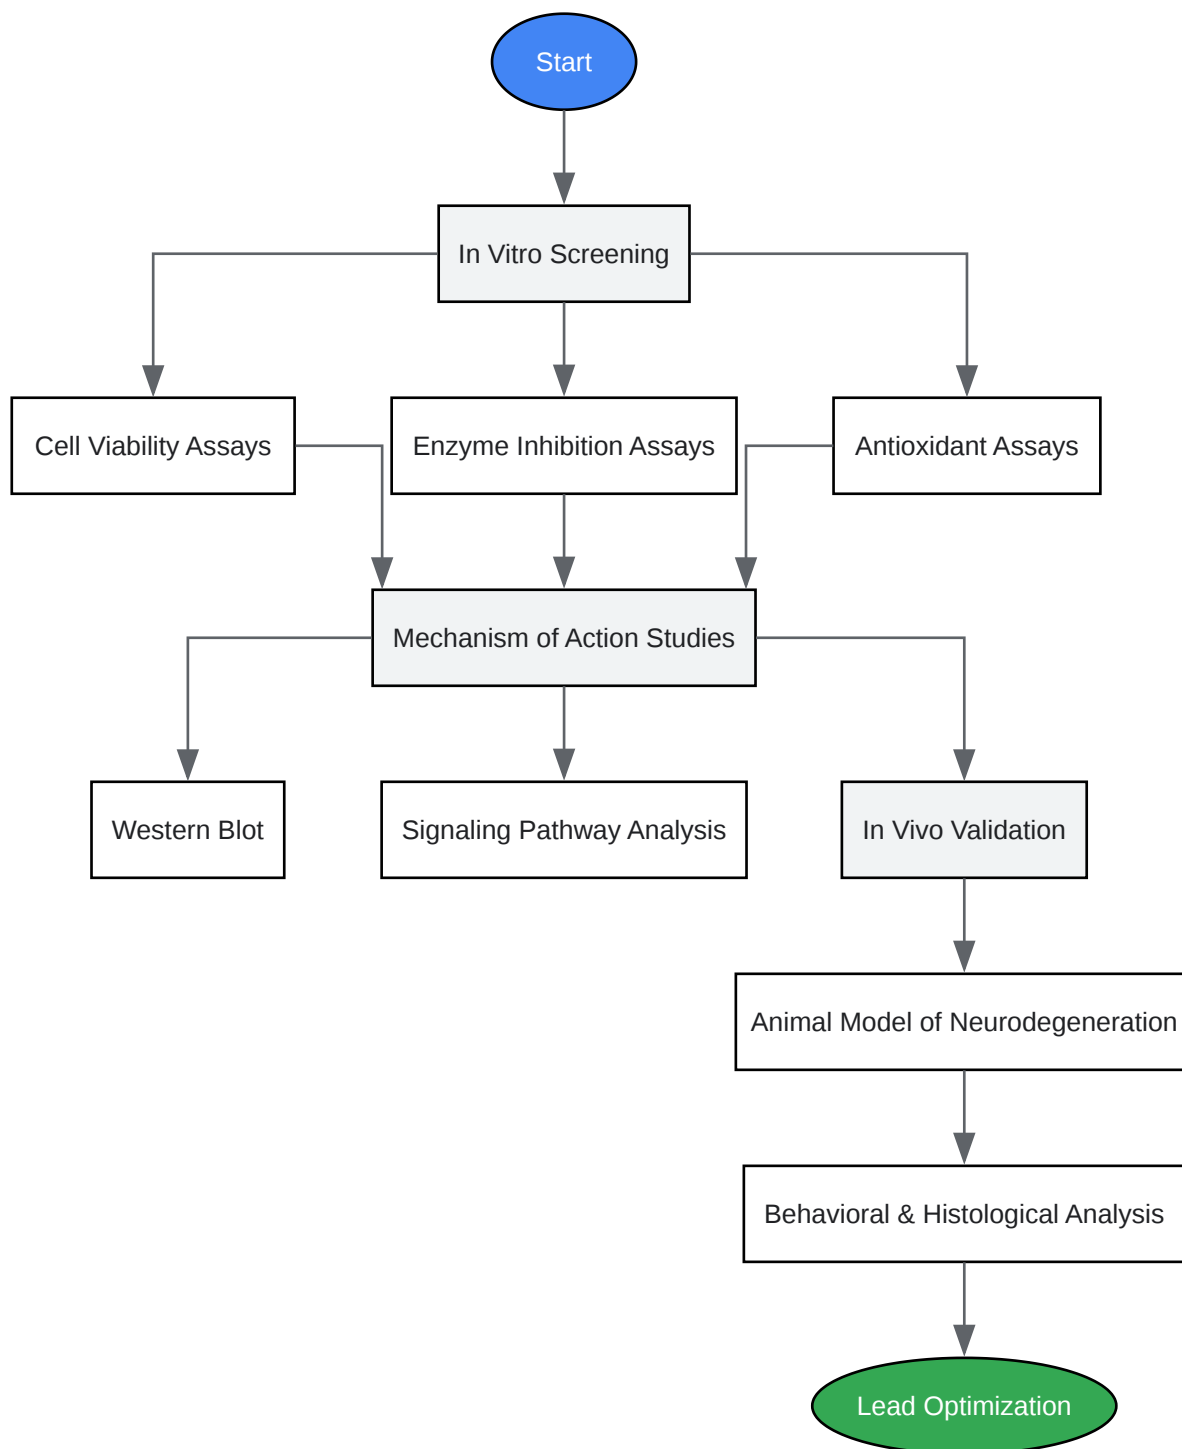 Start
In Vitro Screening
Cell Viability Assays
Enzyme Inhibition Assays
Antioxidant Assays
Mechanism of Action Studies
Western Blot
Signaling Pathway Analysis
In Vivo Validation
Animal Model of Neurodegeneration
Behavioral & Histological Analysis
Lead Optimization